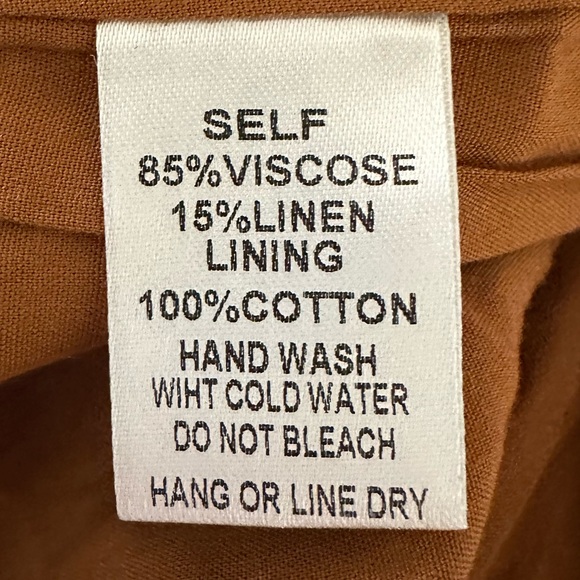 SELF
85%VISCOSE
15%LINEN
LINING
100%COTTON
HAND WASH
WIHT COLD WATER
DO NOT BLEACH
HANG OR LINE DRY